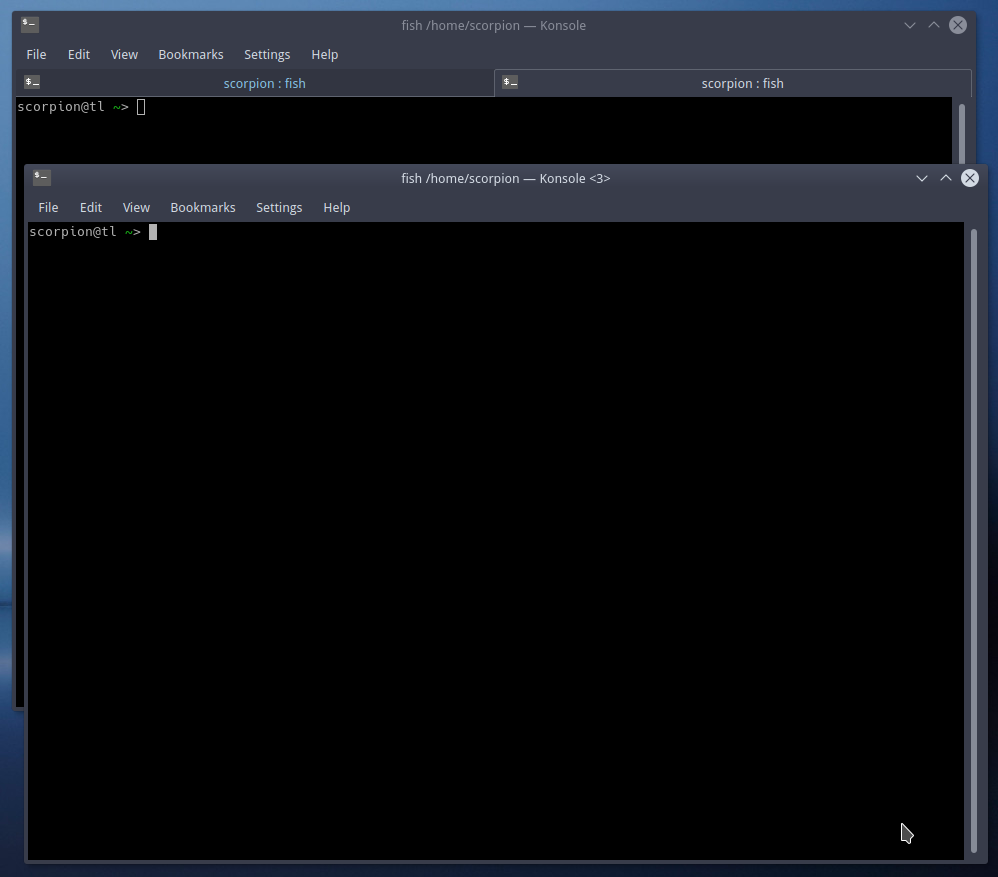 fish /home/scorpion — Konsole
File Edit View Bookmarks Settings Help
scorpion : fish scorpion : fish
scorpion@tl ~>
fish /home/scorpion — Konsole <3>
File Edit View Bookmarks Settings Help
scorpion@tl ~>